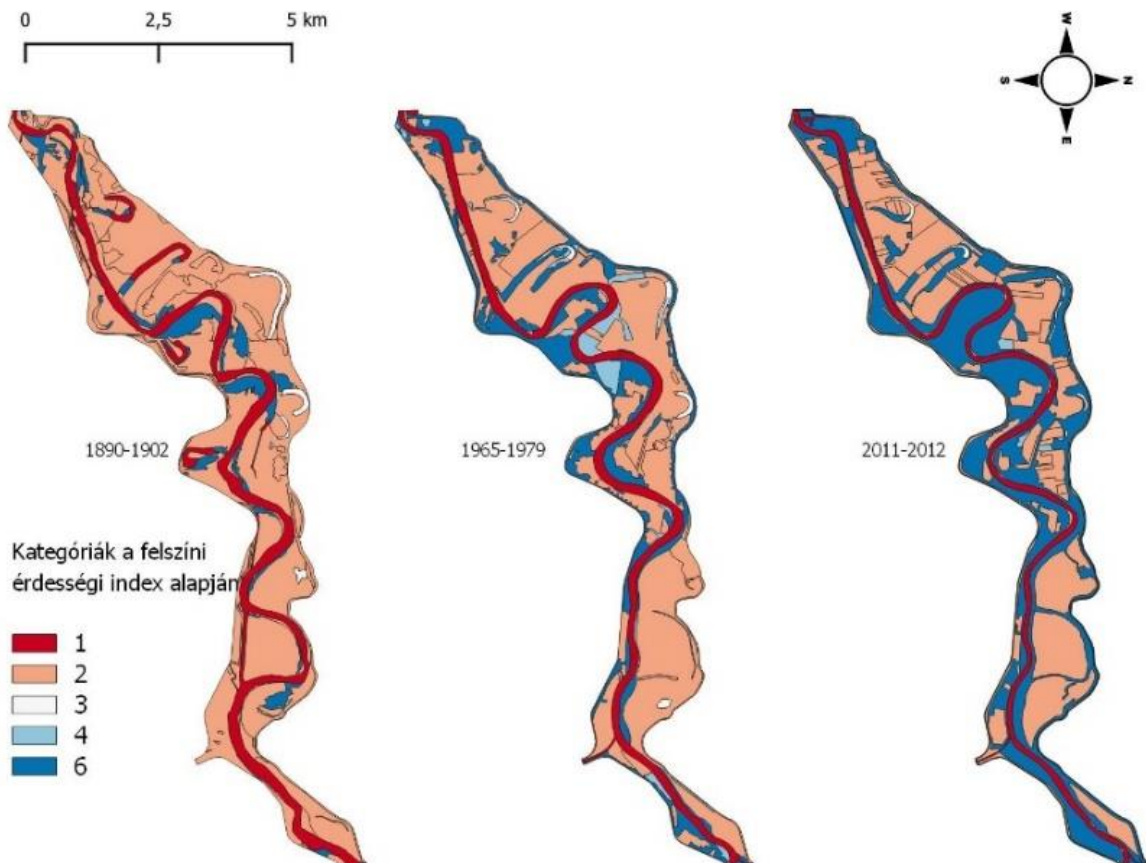 0 2,5 5 km
W
S N
E
1890-1902
1965-1979
2011-2012
Kategóriák a felszíni
érdességi index alapján
1
2
3
4
6